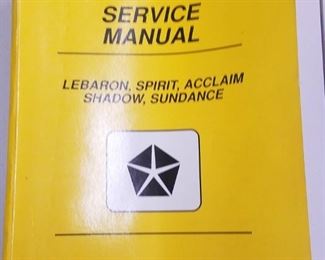 SERVICE
MANUAL
LEBARON, SPIRIT, ACCLAIM
SHADOW, SUNDANCE